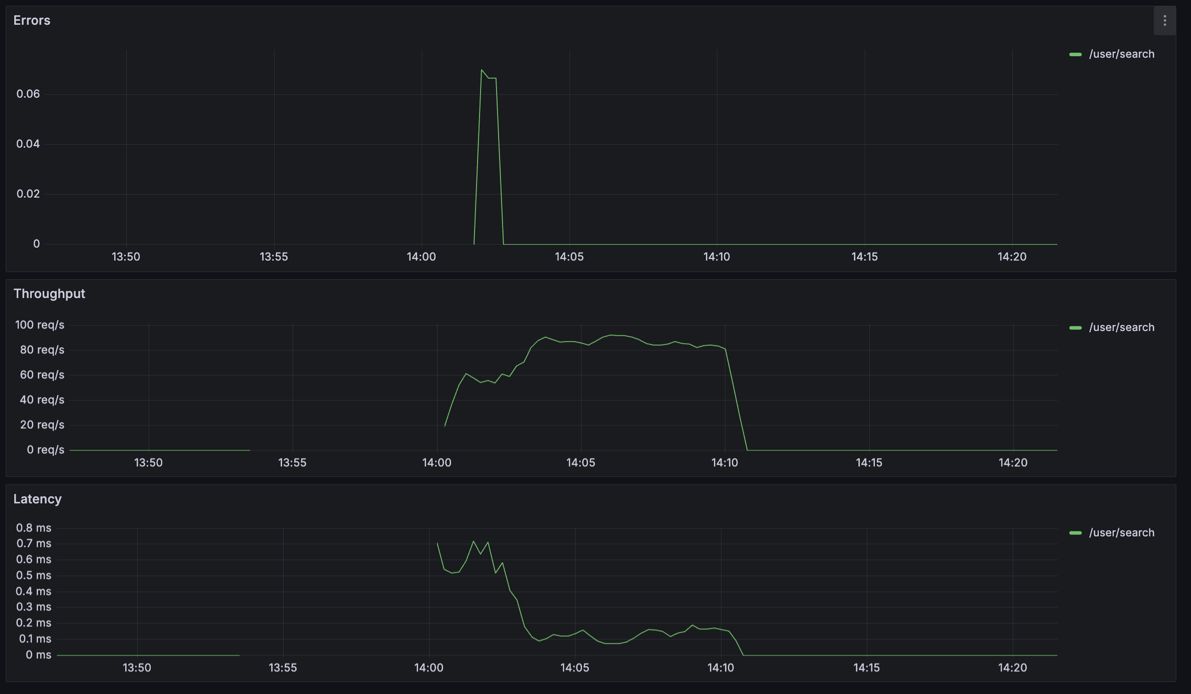 Errors
/user/search
0.06
0.04
0.02
0
13:50 13:55 14:00 14:05 14:10 14:15 14:20
Throughput
100 req/s
/user/search
80 req/s
60 req/s
40 req/s
20 req/s
0 req/s
13:50 13:55 14:00 14:05 14:10 14:15 14:20
Latency
0.8 ms
/user/search
0.7 ms
0.6 ms
0.5 ms
0.4 ms
0.3 ms
0.2 ms
0.1 ms
0 ms
13:50 13:55 14:00 14:05 14:10 14:15 14:20